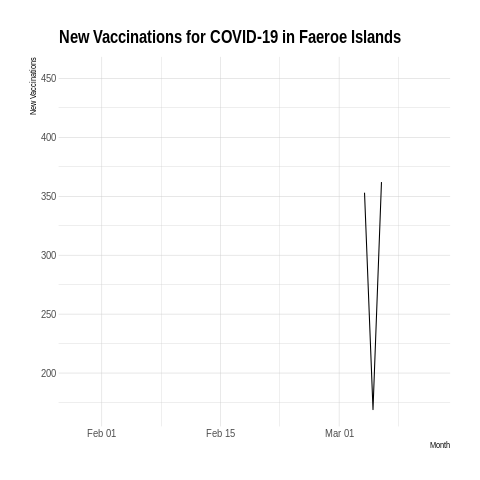 New Vaccinations for COVID-19 in Faeroe Islands
New Vaccinations
450
400
350
300
250
200
Feb 01
Feb 15
Mar 01
Month